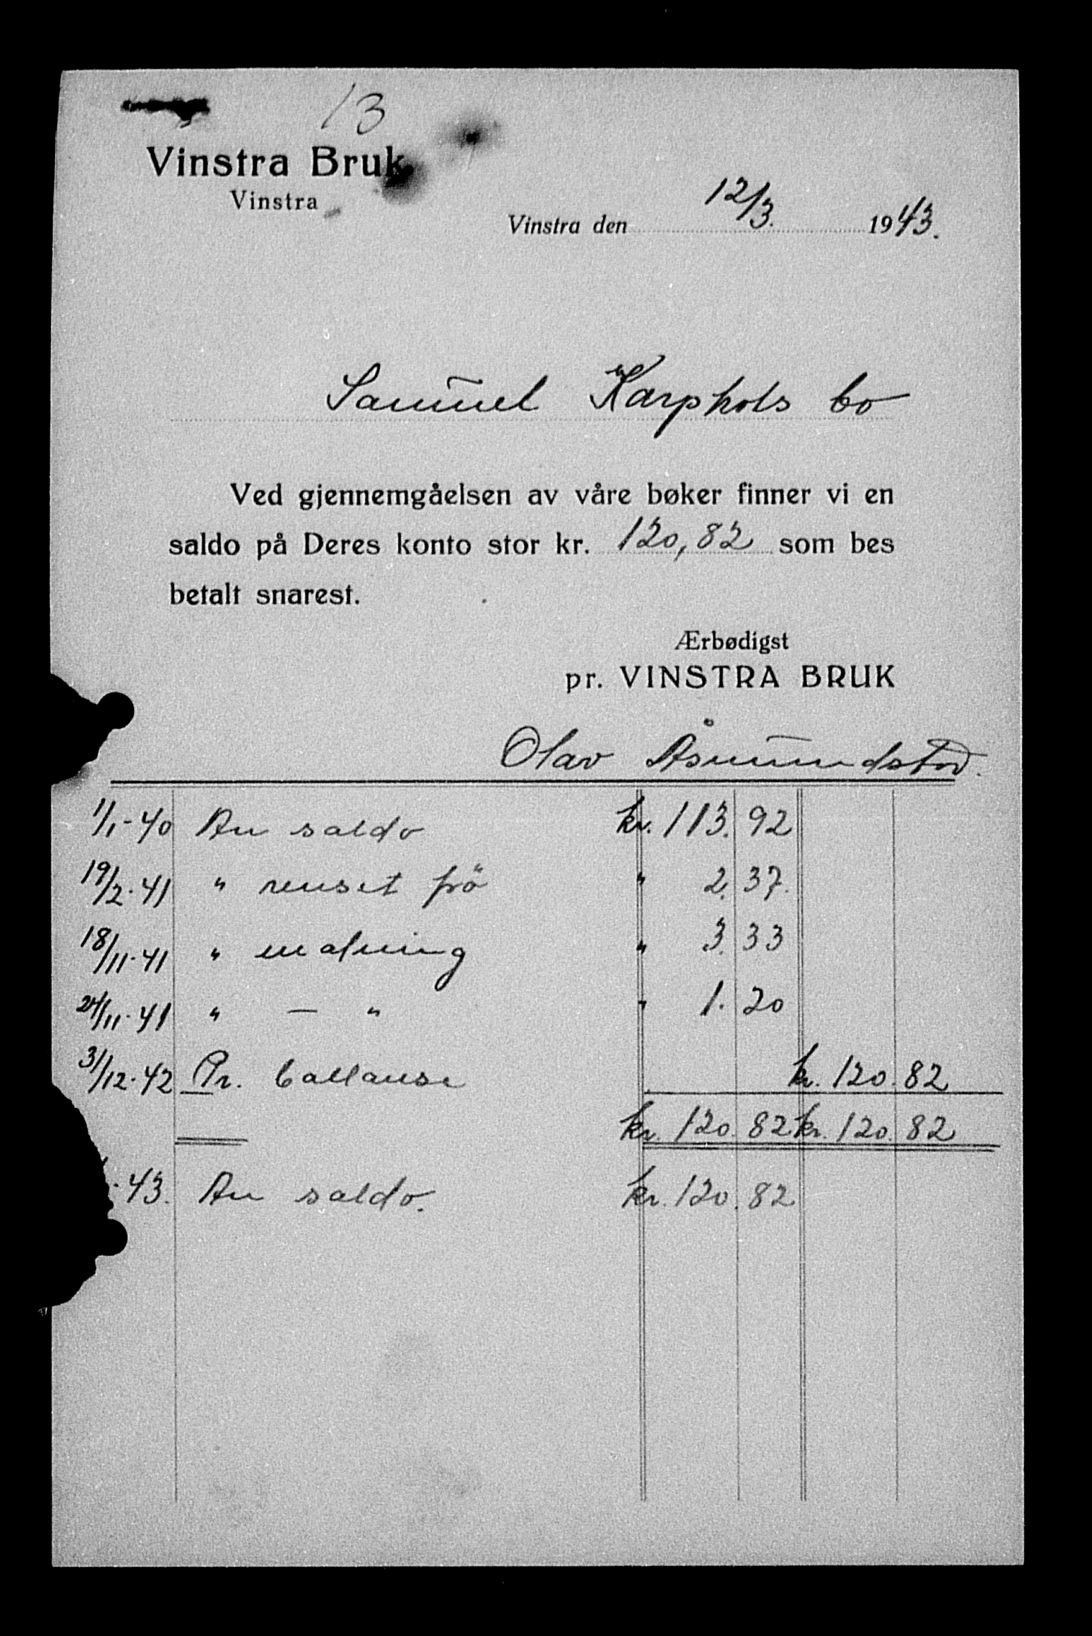 13
Vinstra Bruk
Vinstra
Vinstra den 12/3. 1943.
Samuel Karphols bo
Ved gjennemgåelsen av våre bøker finner vi en
saldo på Deres konto stor kr. 120,82 som bes
betalt snarest.
Ærbødigst
pr. VINSTRA BRUK
Olav Åsmundstad.
1/1-40 An saldo kr. 113.92
19/2-41 " renset frö " 2.37.
18/11-41 " malning " 3.33
24/11-41 " — " " 1.20
31/12-42 Pr. ballanse kr. 120.82
kr. 120.82 kr. 120.82
-43. An saldo. kr. 120.82